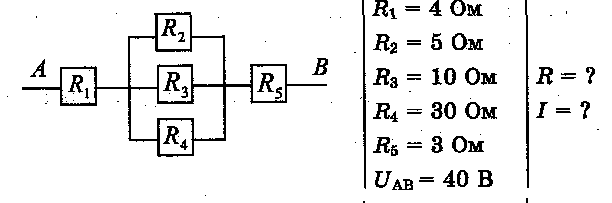 R₂
A R₁ R₃ R₅ B
R₄
R₁ = 4 Ом
R₂ = 5 Ом
R₃ = 10 Ом
R₄ = 30 Ом
R₅ = 3 Ом
U_AB = 40 В
R = ?
I = ?